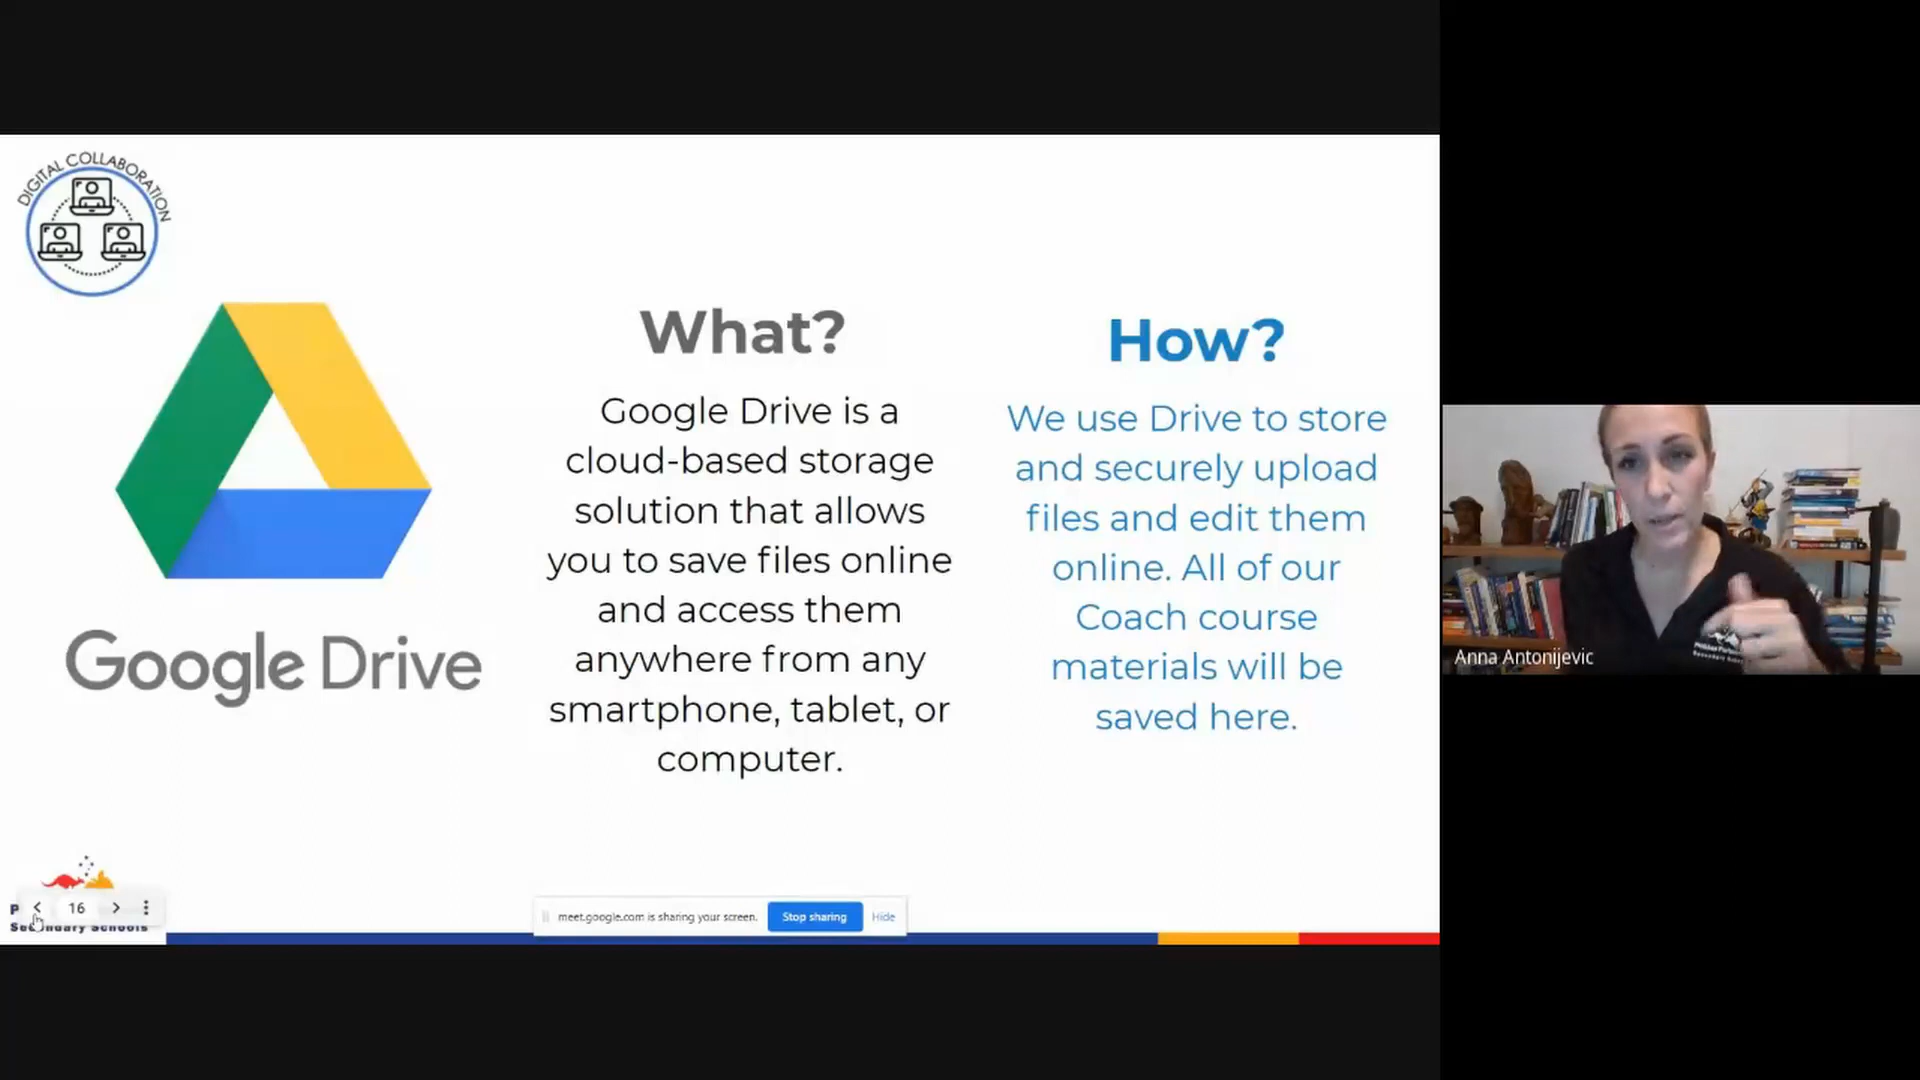 DIGITAL COLLABORATION
Google Drive
What?
Google Drive is a
cloud-based storage
solution that allows
you to save files online
and access them
anywhere from any
smartphone, tablet, or
computer.
How?
We use Drive to store
and securely upload
files and edit them
online. All of our
Coach course
materials will be
saved here.
Anna Antonijevic
16
Secondary Schools
meet.google.com is sharing your screen.
Stop sharing
Hide